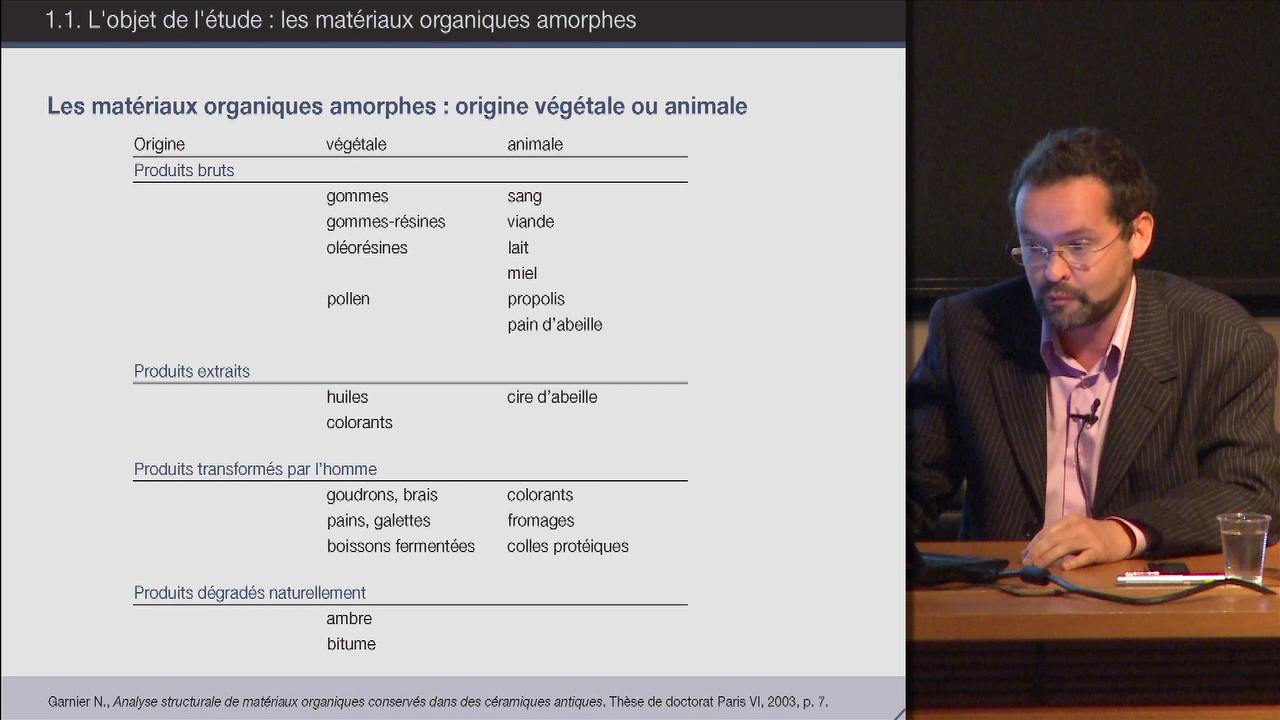 1.1. L'objet de l'étude : les matériaux organiques amorphes
Les matériaux organiques amorphes : origine végétale ou animale
Origine végétale animale
Produits bruts
gommes sang
gommes-résines viande
oléorésines lait
miel
pollen propolis
pain d'abeille
Produits extraits
huiles cire d'abeille
colorants
Produits transformés par l'homme
goudrons, brais colorants
pains, galettes fromages
boissons fermentées colles protéiques
Produits dégradés naturellement
ambre
bitume
Garnier N., Analyse structurale de matériaux organiques conservés dans des céramiques antiques. Thèse de doctorat Paris VI, 2003, p. 7.